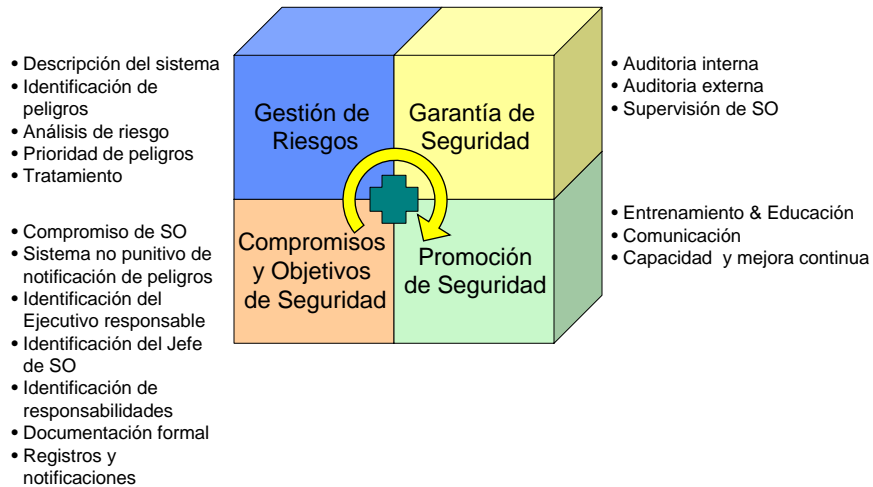 • Descripción del sistema
• Identificación de
peligros
• Análisis de riesgo
• Prioridad de peligros
• Tratamiento
Gestión de
Riesgos
Garantía de
Seguridad
• Auditoria interna
• Auditoria externa
• Supervisión de SO
• Compromiso de SO
• Sistema no punitivo de
notificación de peligros
• Identificación del
Ejecutivo responsable
• Identificación del Jefe
de SO
• Identificación de
responsabilidades
• Documentación formal
• Registros y
notificaciones
Compromisos
y Objetivos
de Seguridad
Promoción
de Seguridad
• Entrenamiento & Educación
• Comunicación
• Capacidad y mejora continua